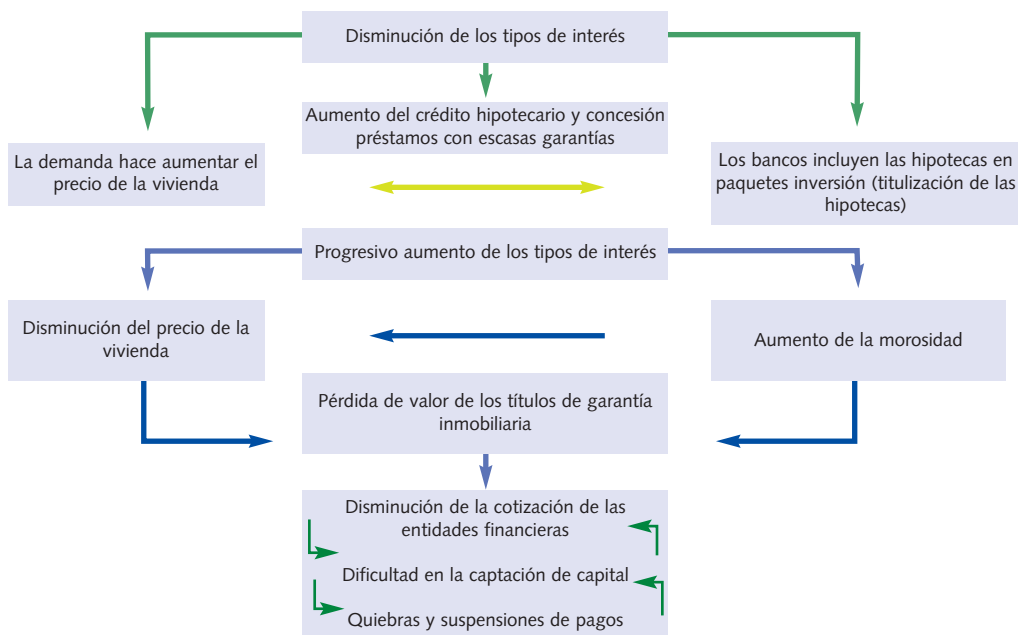 Disminución de los tipos de interés
Aumento del crédito hipotecario y concesión
préstamos con escasas garantías
La demanda hace aumentar el
precio de la vivienda
Los bancos incluyen las hipotecas en
paquetes inversión (titulización de las
hipotecas)
Progresivo aumento de los tipos de interés
Disminución del precio de la
vivienda
Aumento de la morosidad
Pérdida de valor de los títulos de garantía
inmobiliaria
Disminución de la cotización de las
entidades financieras
Dificultad en la captación de capital
Quiebras y suspensiones de pagos